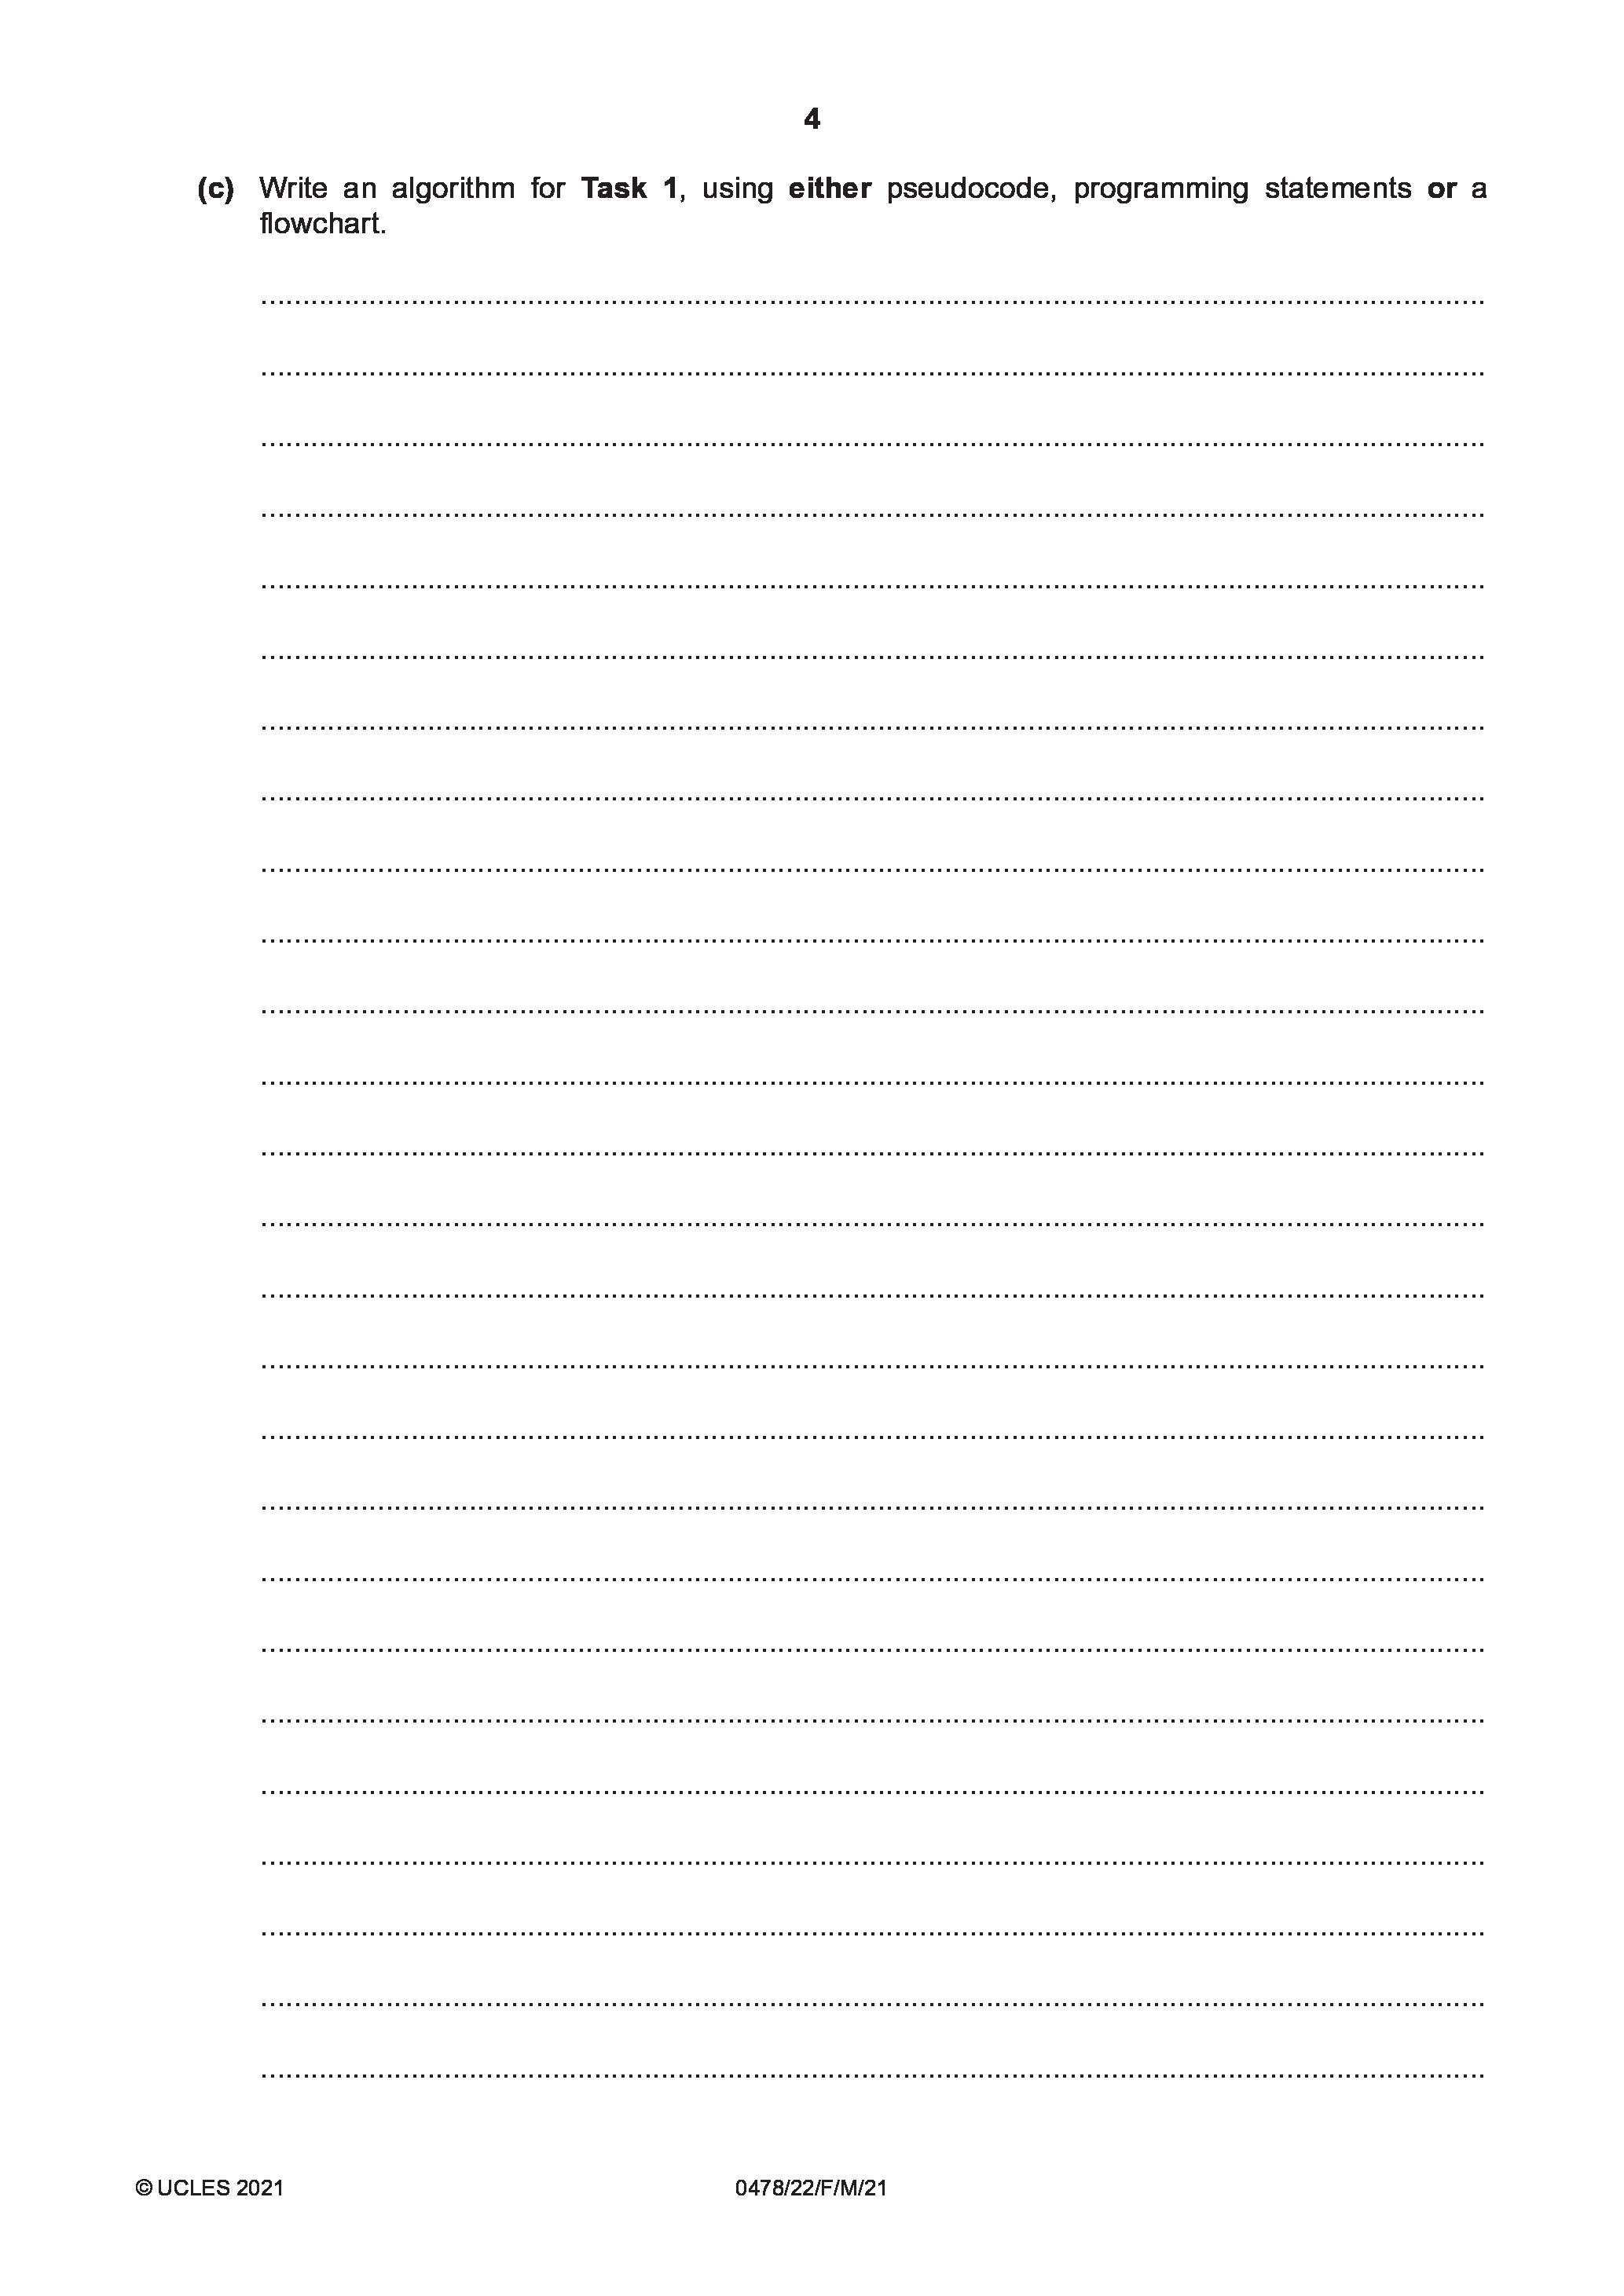 4
(c) Write an algorithm for Task 1, using either pseudocode, programming statements or a
flowchart.
© UCLES 2021
0478/22/F/M/21